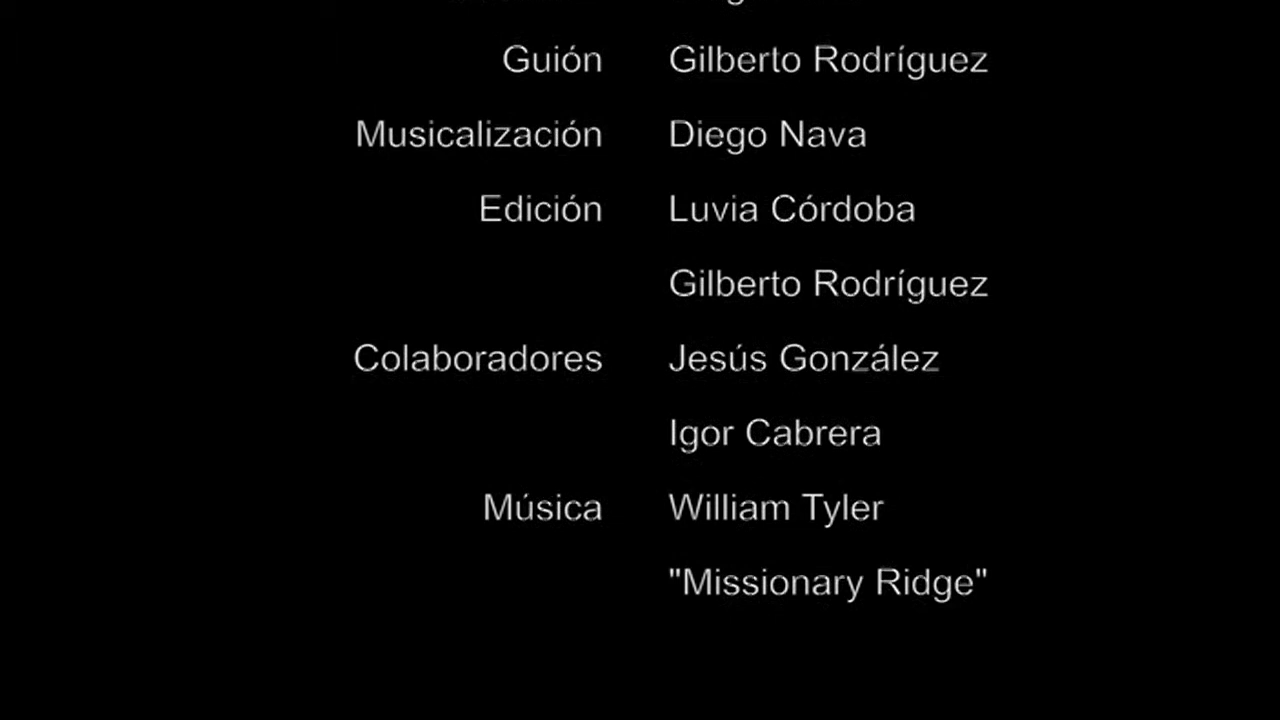 Guión Gilberto Rodríguez
Musicalización Diego Nava
Edición Luvia Córdoba
Gilberto Rodríguez
Colaboradores Jesús González
Igor Cabrera
Música William Tyler
"Missionary Ridge"